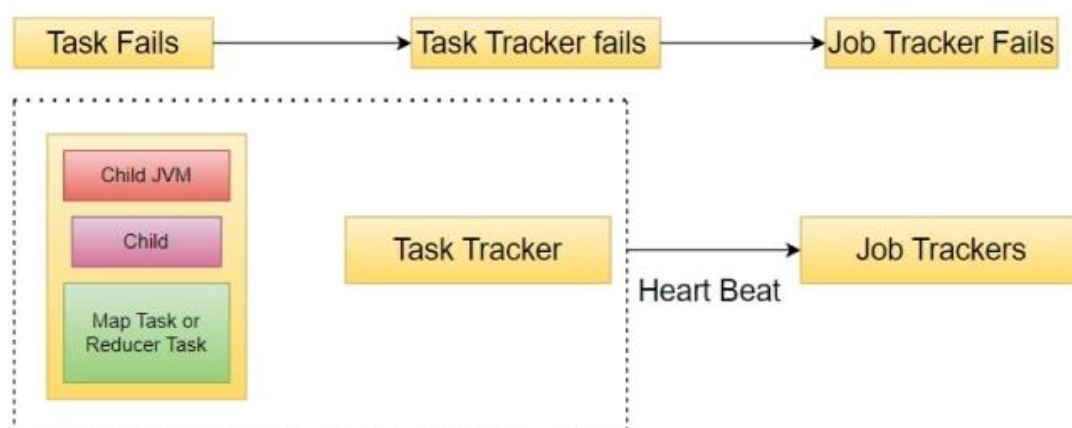 Task Fails
Task Tracker fails
Job Tracker Fails
Child JVM
Child
Map Task or
Reducer Task
Task Tracker
Heart Beat
Job Trackers